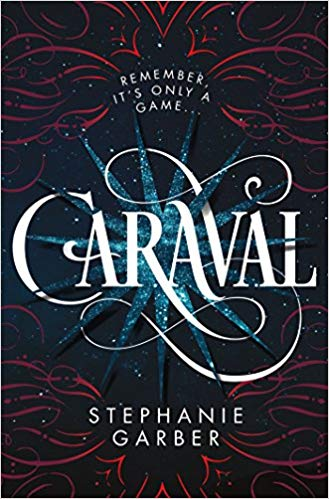 REMEMBER,
IT'S ONLY A
GAME...
CARAVAL
STEPHANIE
GARBER